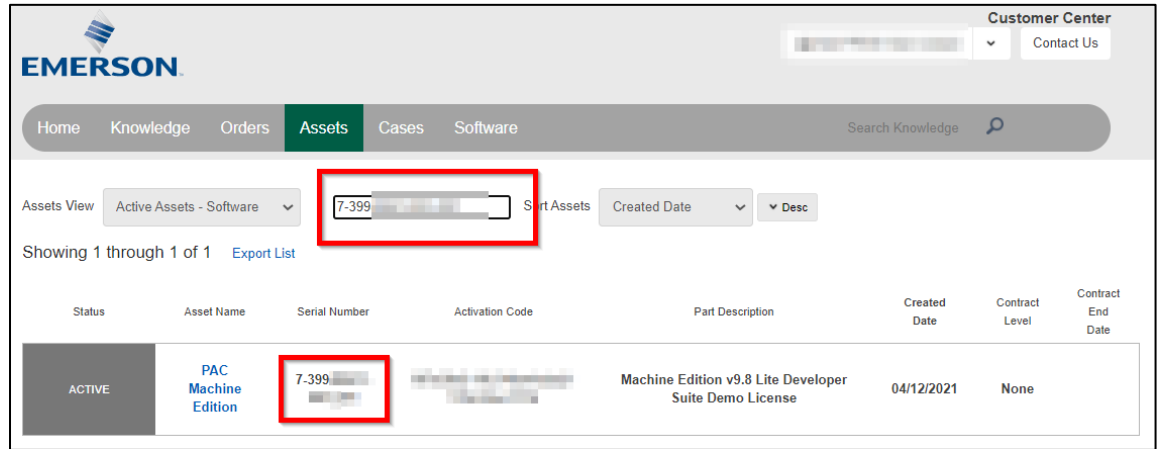 Customer Center
Contact Us
EMERSON
Home Knowledge Orders Assets Cases Software Search Knowledge
Assets View Active Assets - Software 7-399 Sort Assets Created Date Desc
Showing 1 through 1 of 1 Export List
Status Asset Name Serial Number Activation Code Part Description Created Date Contract Level Contract End Date
ACTIVE
PAC
Machine
Edition
7-399
Machine Edition v9.8 Lite Developer
Suite Demo License
04/12/2021
None